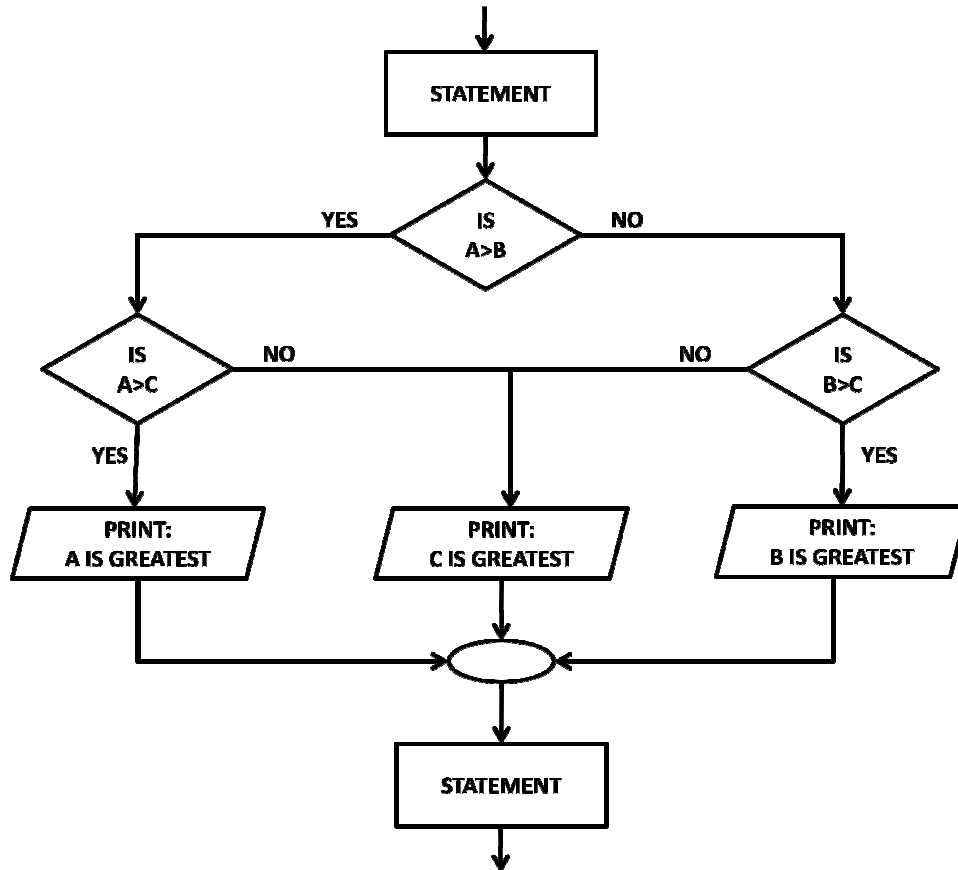 STATEMENT
YES
IS
A>B
NO
IS
A>C
NO
NO
IS
B>C
YES
YES
PRINT:
A IS GREATEST
PRINT:
C IS GREATEST
PRINT:
B IS GREATEST
STATEMENT